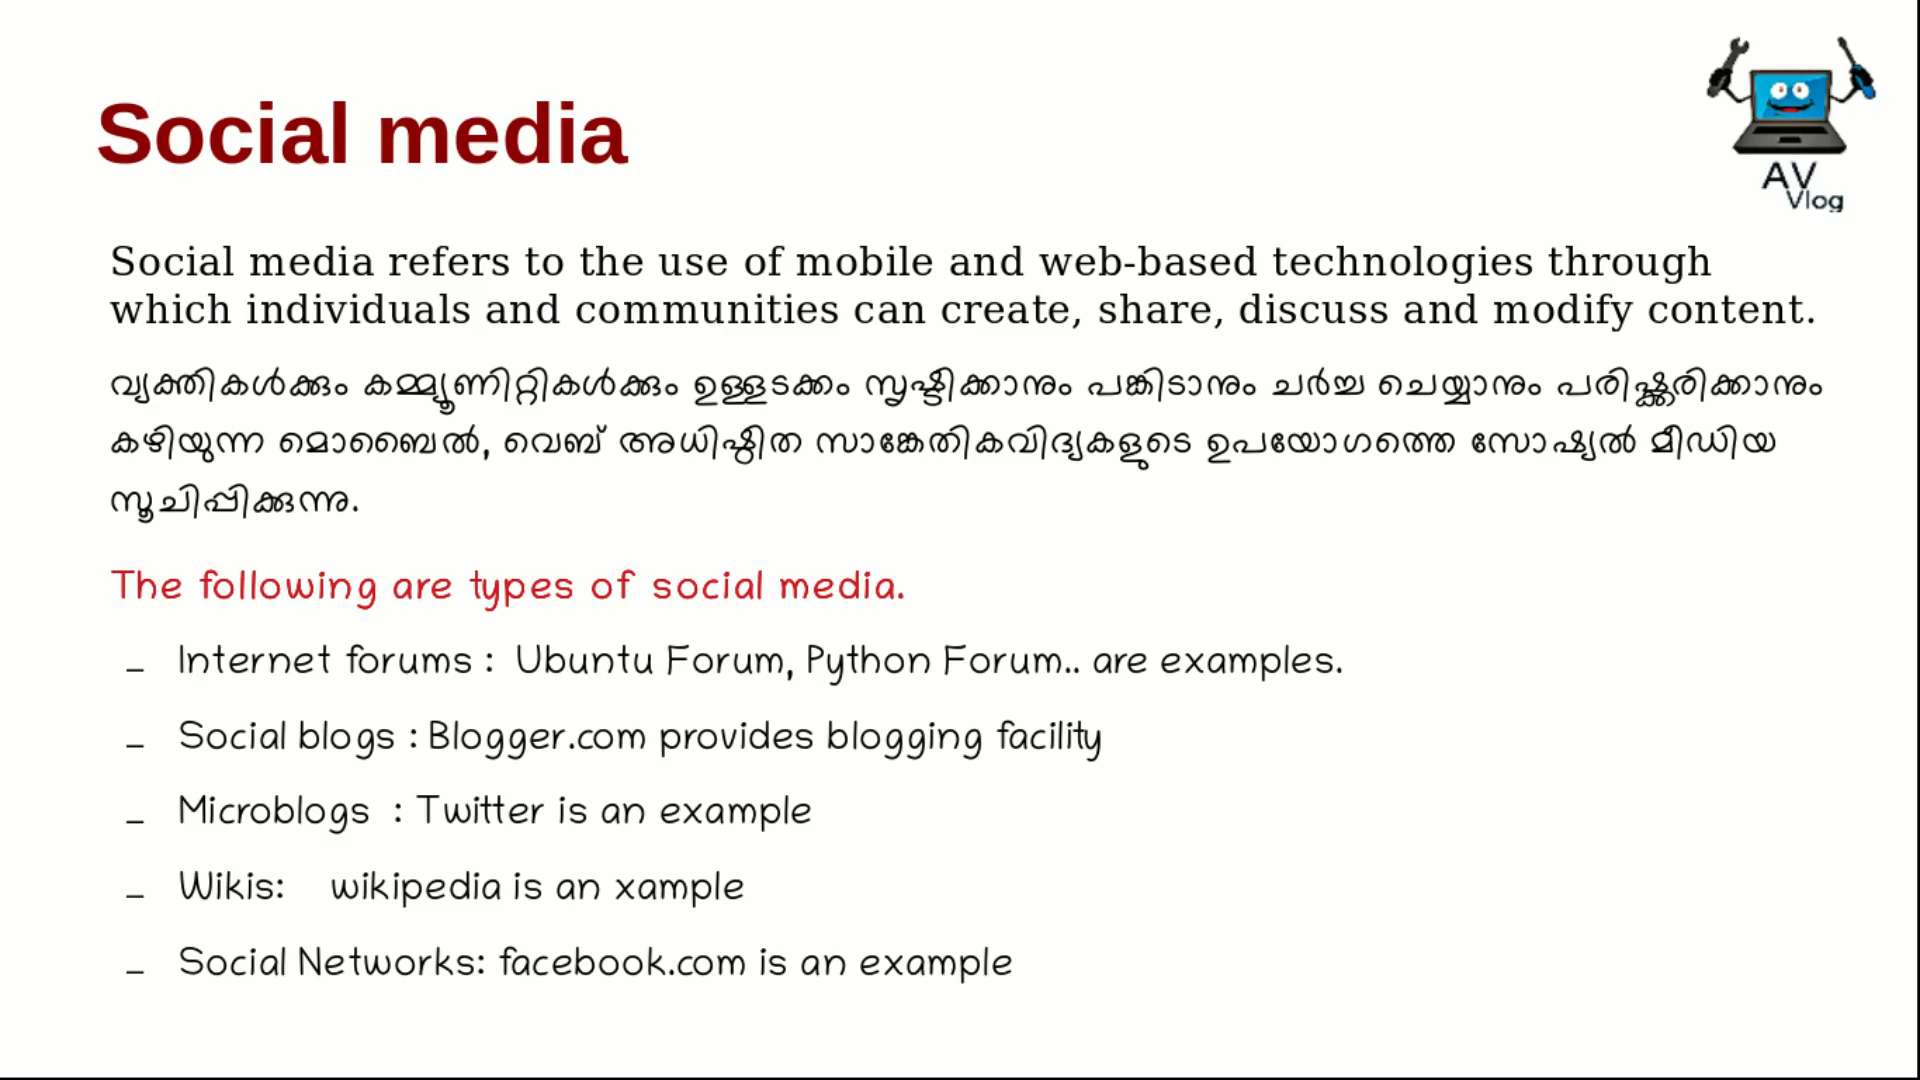 Social media
AV
Vlog
Social media refers to the use of mobile and web-based technologies through
which individuals and communities can create, share, discuss and modify content.
വ്യക്തികൾക്കും കമ്മ്യൂണിറ്റികൾക്കും ഉള്ളടക്കം സൃഷ്ടിക്കാനും പങ്കിടാനും ചർച്ച ചെയ്യാനും പരിഷ്ക്കരിക്കാനും
കഴിയുന്ന മൊബൈൽ, വെബ് അധിഷ്ഠിത സാങ്കേതികവിദ്യകളുടെ ഉപയോഗത്തെ സോഷ്യൽ മീഡിയ
സൂചിപ്പിക്കുന്നു.
The following are types of social media.
– Internet forums : Ubuntu Forum, Python Forum.. are examples.
– Social blogs : Blogger.com provides blogging facility
– Microblogs : Twitter is an example
– Wikis: wikipedia is an xample
– Social Networks: facebook.com is an example